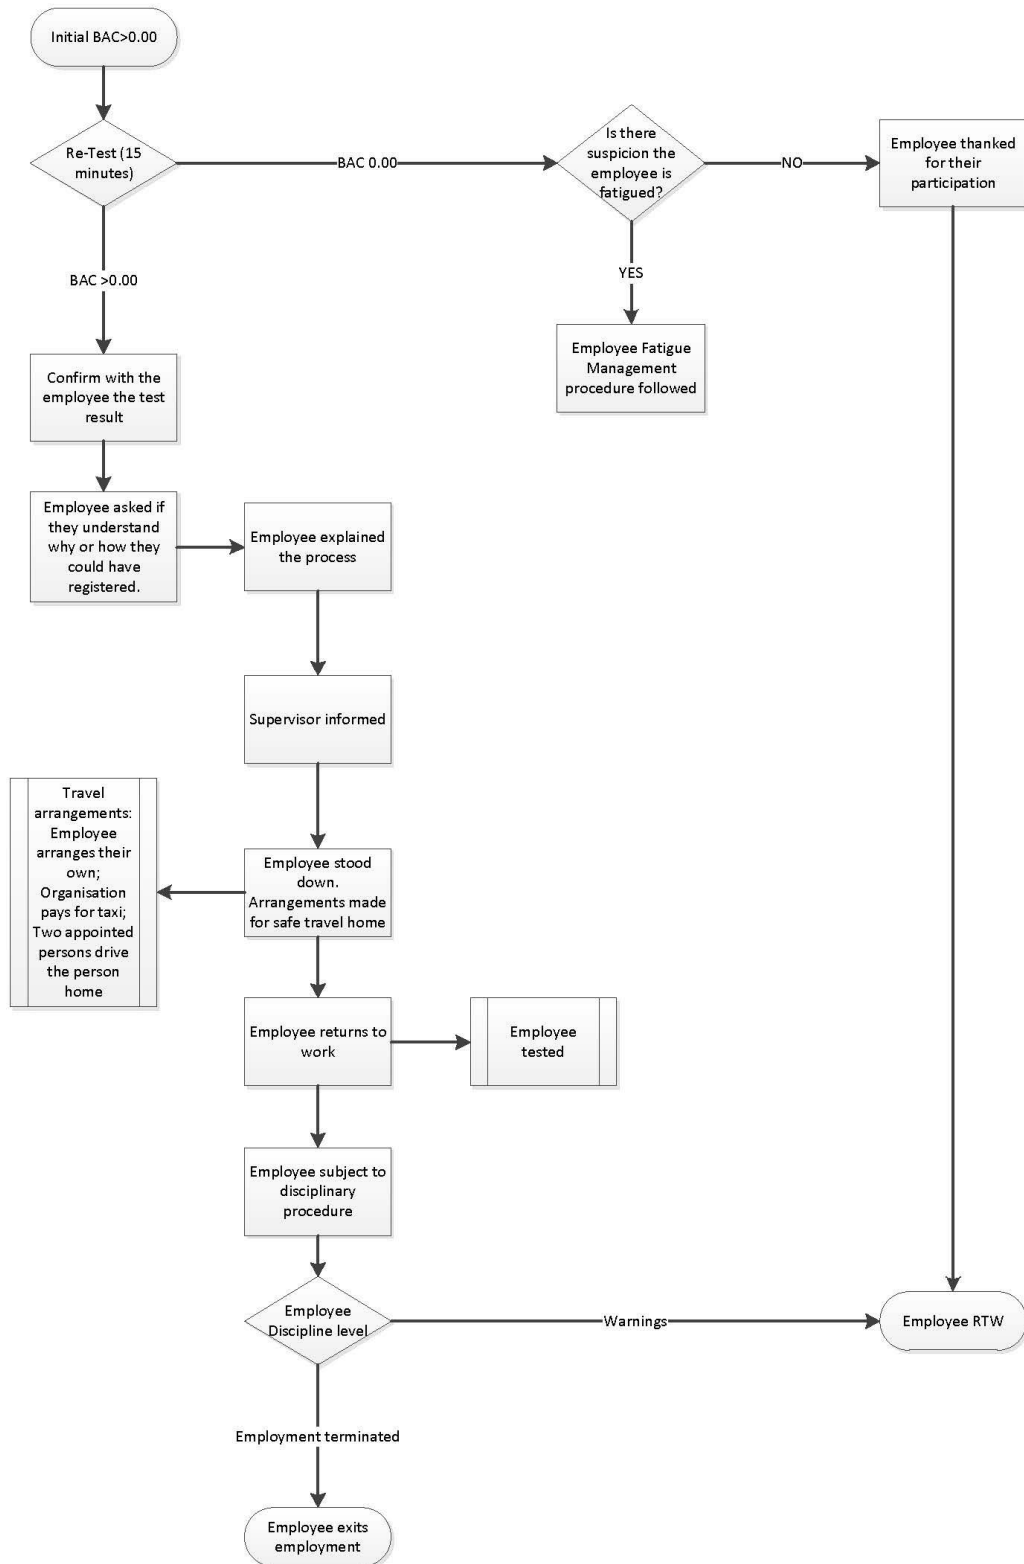 Initial BAC>0.00
Re-Test (15
minutes)
BAC 0.00
Is there
suspicion the
employee is
fatigued?
NO
Employee thanked
for their
participation
BAC >0.00
YES
Employee Fatigue
Management
procedure followed
Confirm with the
employee the test
result
Employee asked if
they understand
why or how they
could have
registered.
Employee explained
the process
Supervisor informed
Travel
arrangements:
Employee
arranges their
own;
Organisation
pays for taxi;
Two appointed
persons drive
the person
home
Employee stood
down.
Arrangements made
for safe travel home
Employee returns to
work
Employee
tested
Employee subject to
disciplinary
procedure
Employee
Discipline level
Warnings
Employee RTW
Employment terminated
Employee exits
employment